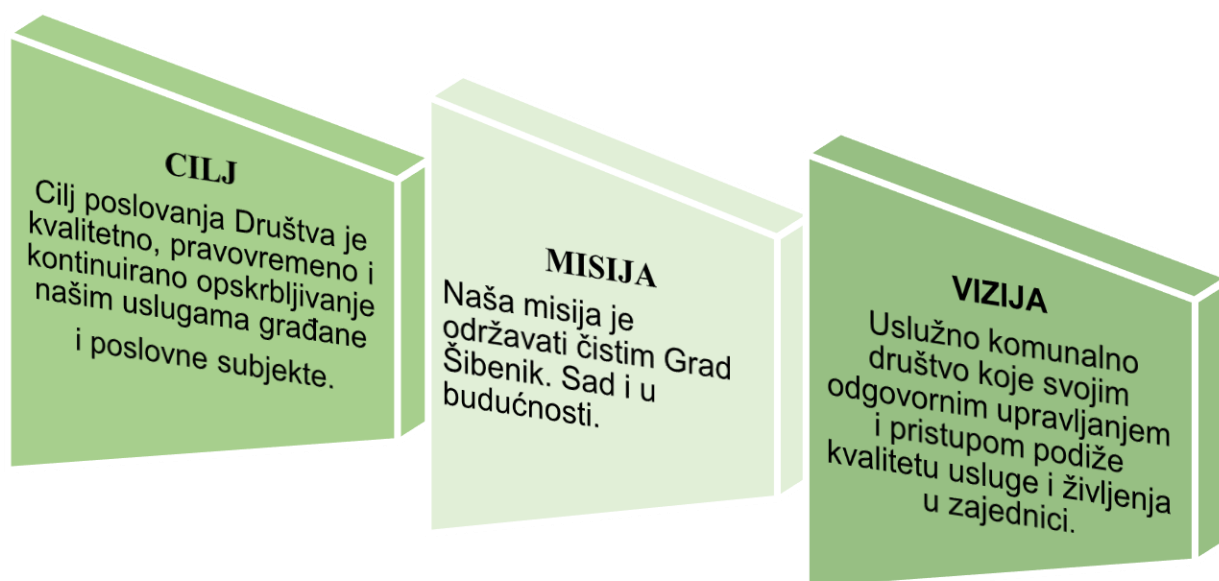 CILJ
Cilj poslovanja Društva je
kvalitetno, pravovremeno i
kontinuirano opskrbljivanje
našim uslugama građane
i poslovne subjekte.
MISIJA
Naša misija je
održavati čistim Grad
Šibenik. Sad i u
budućnosti.
VIZIJA
Uslužno komunalno
društvo koje svojim
odgovornim upravljanjem
i pristupom podiže
kvalitetu usluge i življenja
u zajednici.